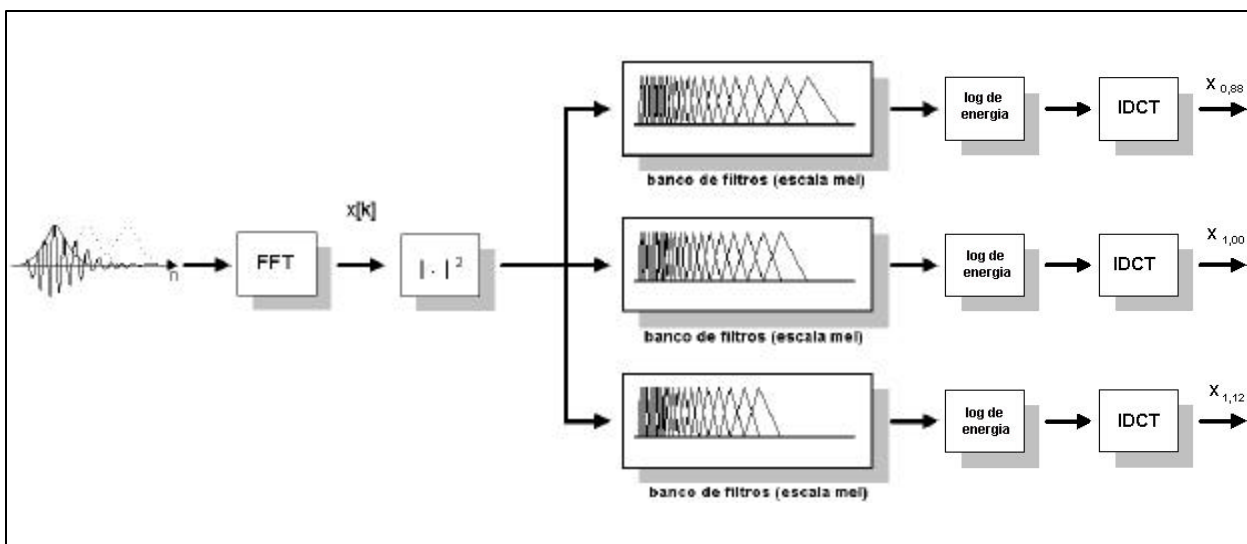 n
FFT
x[k]
| . | ²
banco de filtros (escala mel)
log de
energia
IDCT
X 0,88
banco de filtros (escala mel)
log de
energia
IDCT
X 1,00
banco de filtros (escala mel)
log de
energia
IDCT
X 1,12